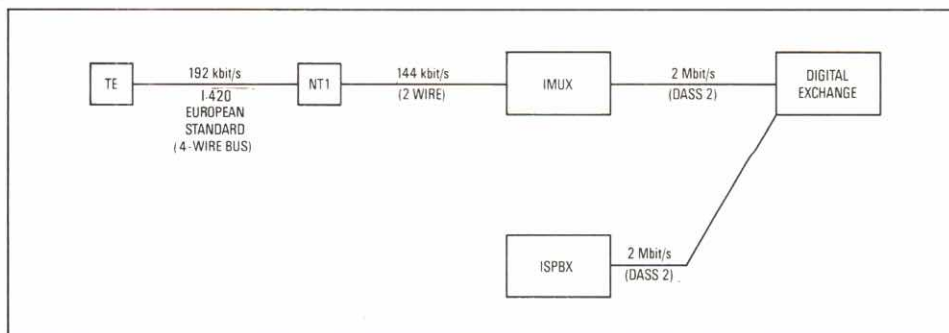 TE
192 kbit/s
I.420
EUROPEAN
STANDARD
(4-WIRE BUS)
NT1
144 kbit/s
(2 WIRE)
IMUX
2 Mbit/s
(DASS 2)
DIGITAL
EXCHANGE
ISPBX
2 Mbit/s
(DASS 2)